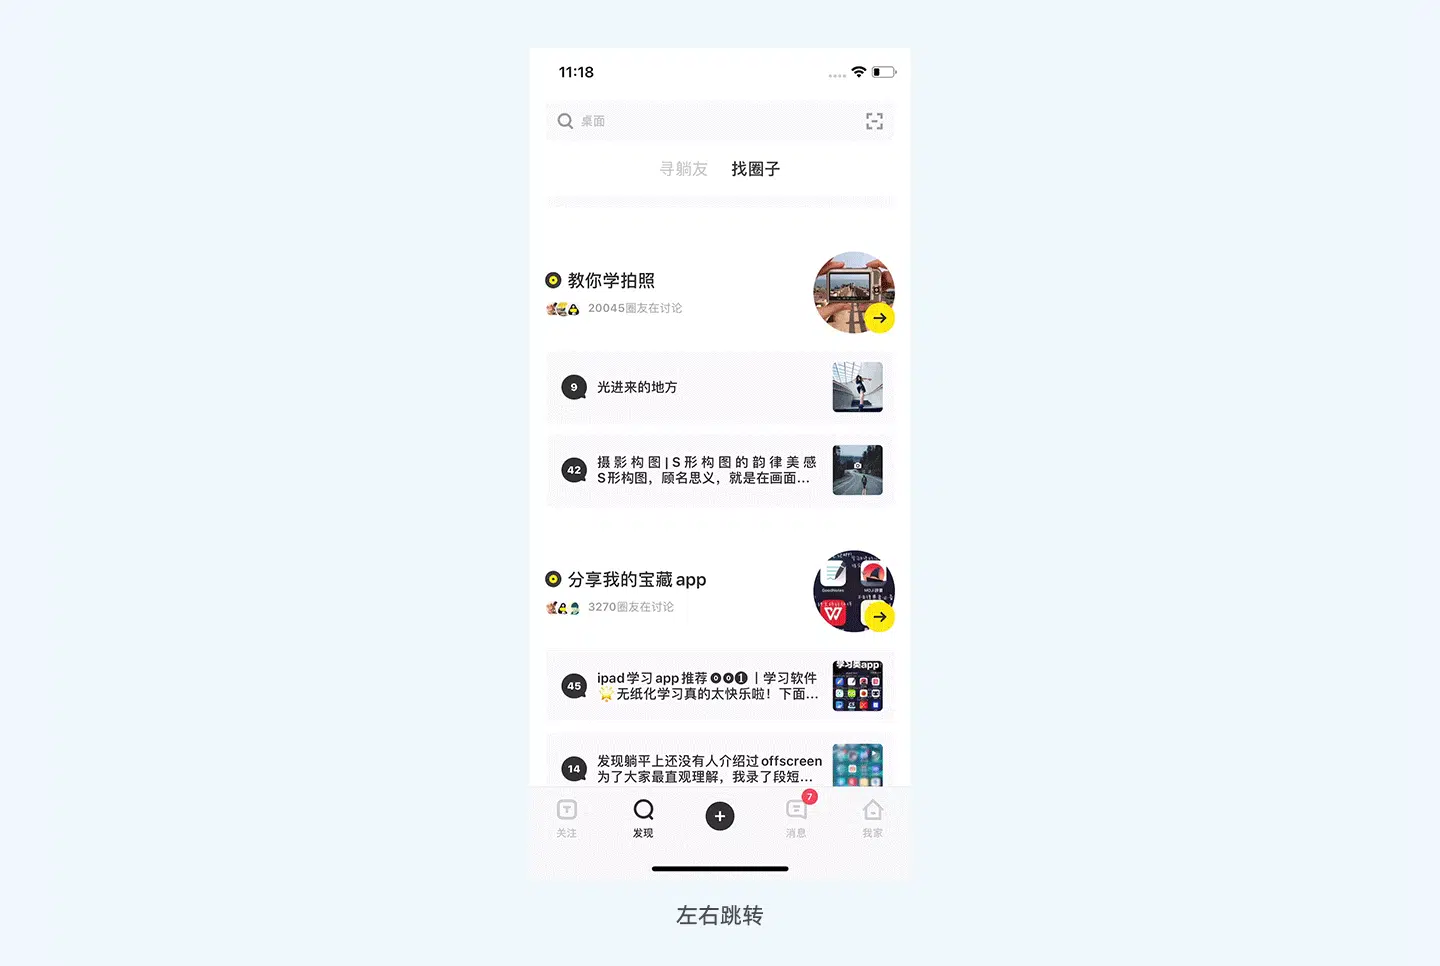 11:18
桌面
寻躺友 找圈子
教你学拍照
20045圈友在讨论
9
光进来的地方
42
摄影构图|S形构图的韵律美感
S形构图，顾名思义，就是在画面...
分享我的宝藏app
3270圈友在讨论
45
ipad学习app推荐⓿⓿❶丨学习软件
🌟无纸化学习真的太快乐啦！下面...
学习类app
14
发现躺平上还没有人介绍过offscreen
为了大家最直观理解，我录了段短...
7
关注 发现 消息 我家
左右跳转